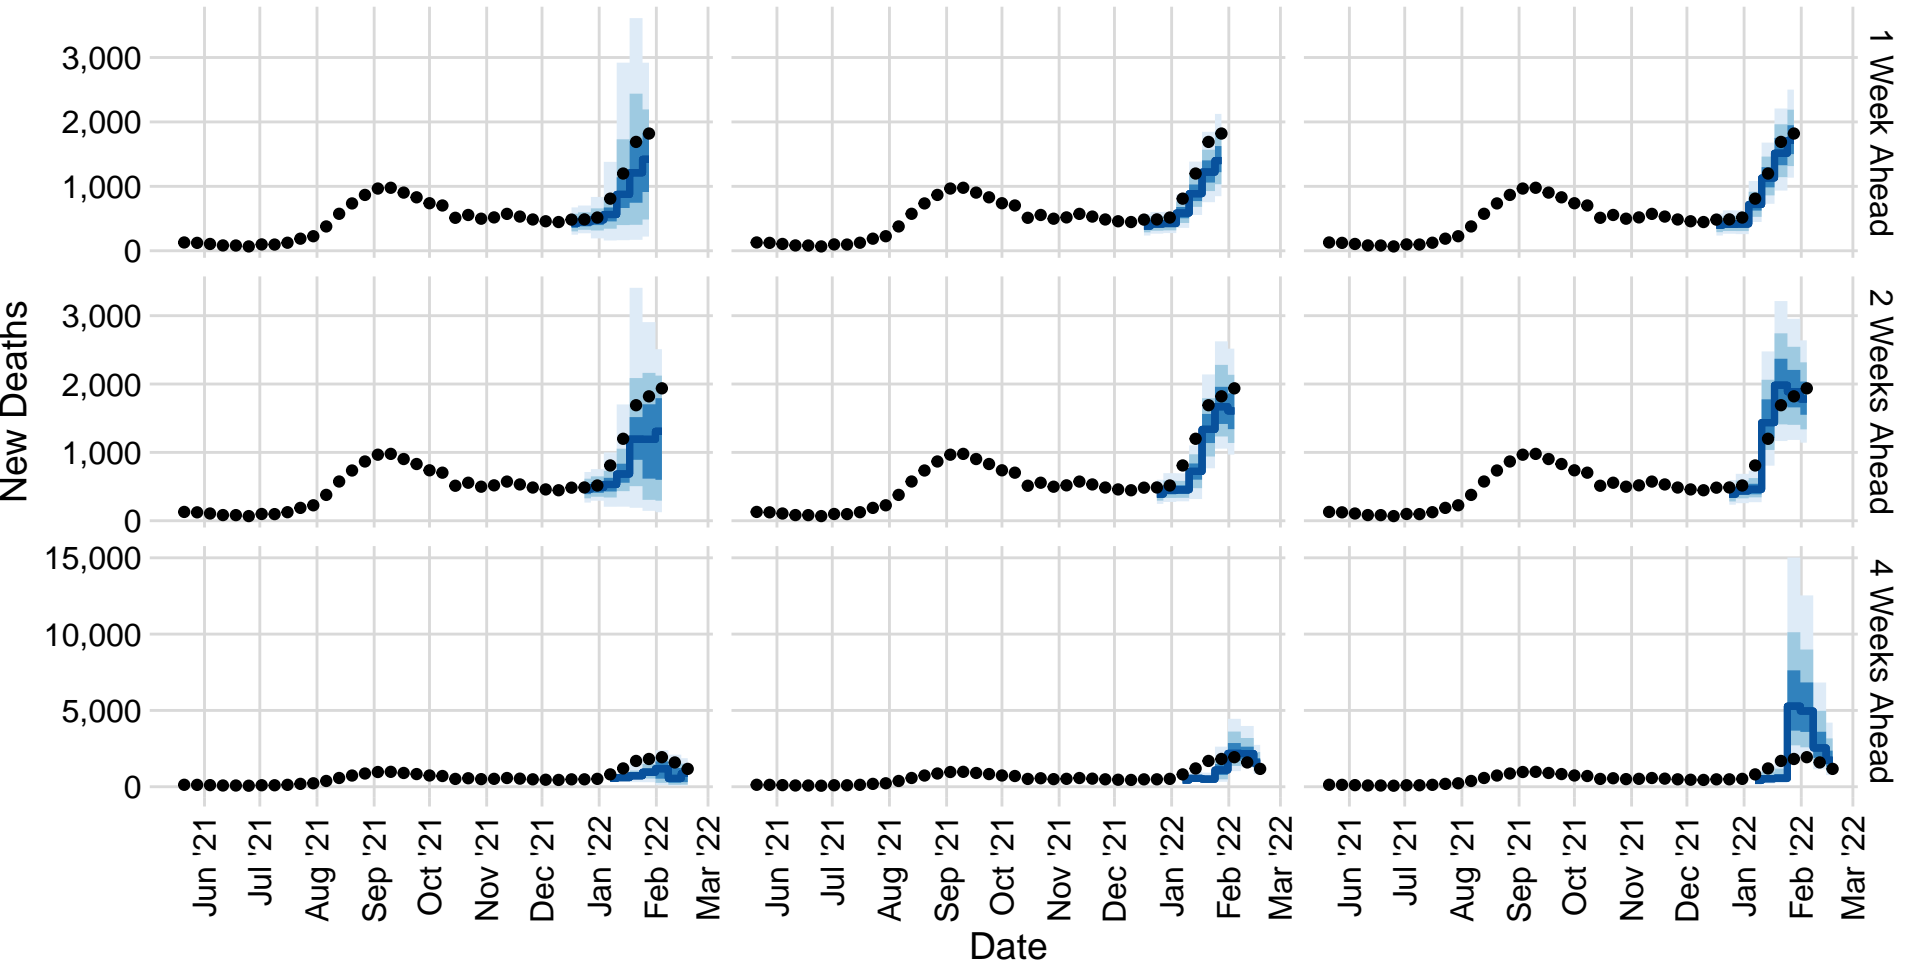 3,000
2,000
1,000
0
1 Week Ahead
3,000
2,000
1,000
0
2 Weeks Ahead
15,000
10,000
5,000
0
4 Weeks Ahead
New Deaths
Jun '21 Jul '21 Aug '21 Sep '21 Oct '21 Nov '21 Dec '21 Jan '22 Feb '22 Mar '22
Jun '21 Jul '21 Aug '21 Sep '21 Oct '21 Nov '21 Dec '21 Jan '22 Feb '22 Mar '22
Jun '21 Jul '21 Aug '21 Sep '21 Oct '21 Nov '21 Dec '21 Jan '22 Feb '22 Mar '22
Date